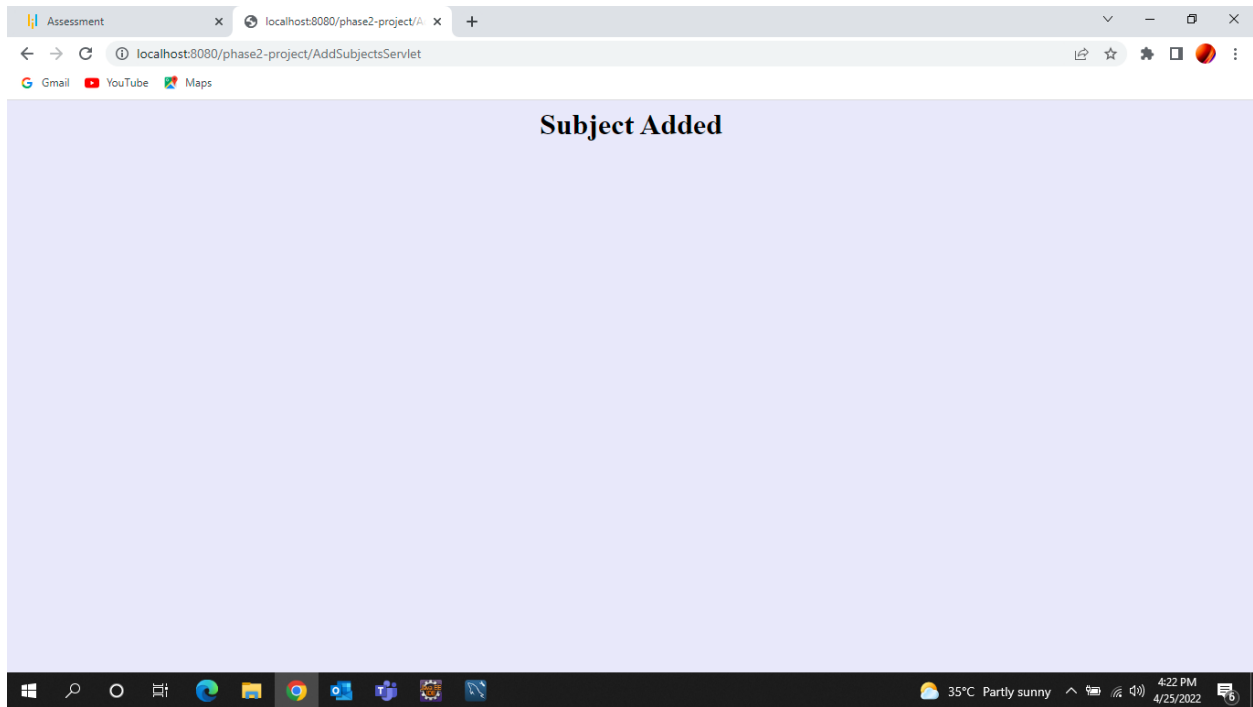 Assessment
localhost:8080/phase2-project/A
localhost:8080/phase2-project/AddSubjectsServlet
Gmail YouTube Maps
Subject Added
35°C Partly sunny
4:22 PM
4/25/2022
6